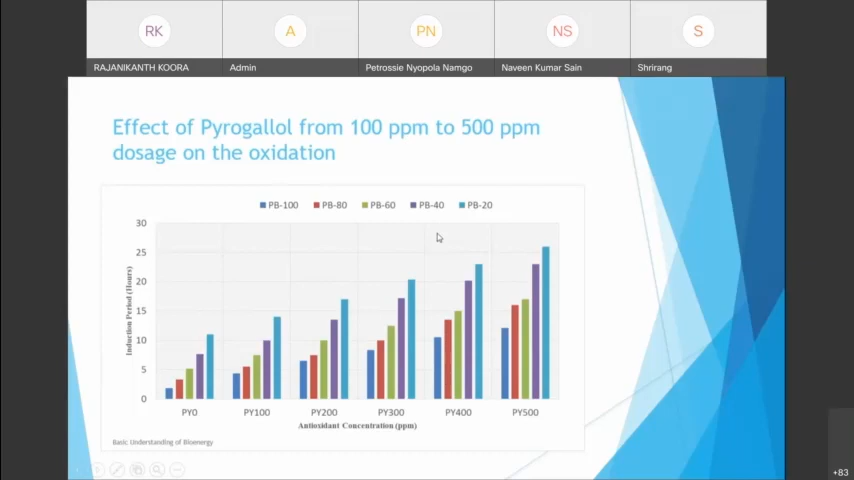 RK
A
PN
NS
S
RAJANIKANTH KOORA
Admin
Petrossie Nyopola Namgo
Naveen Kumar Sain
Shrirang
Effect of Pyrogallol from 100 ppm to 500 ppm
dosage on the oxidation
PB-100 PB-80 PB-60 PB-40 PB-20
30
25
20
15
10
5
0
Induction Period (Hours)
PY0 PY100 PY200 PY300 PY400 PY500
Antioxidant Concentration (ppm)
Basic Understanding of Bioenergy
+83